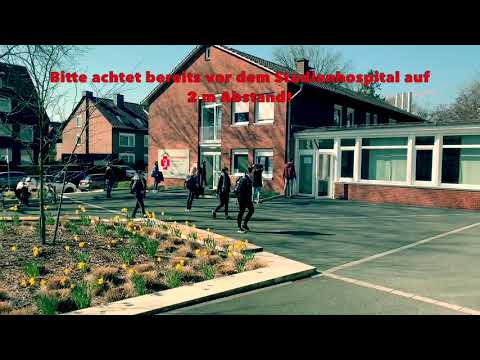 Bitte achtet bereits vor dem Studienhospital auf
2 m Abstand!